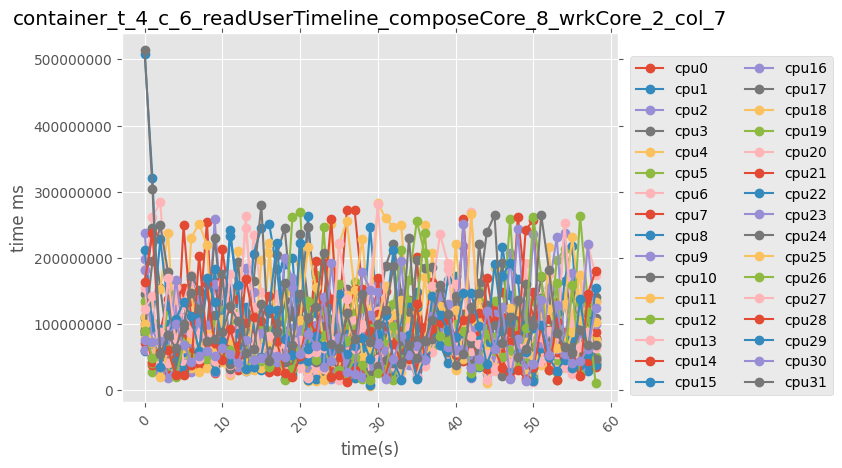 container_t_4_c_6_readUserTimeline_composeCore_8_wrkCore_2_col_7
time ms
500000000
400000000
300000000
200000000
100000000
0
0
10
20
30
40
50
60
time(s)
cpu0
cpu1
cpu2
cpu3
cpu4
cpu5
cpu6
cpu7
cpu8
cpu9
cpu10
cpu11
cpu12
cpu13
cpu14
cpu15
cpu16
cpu17
cpu18
cpu19
cpu20
cpu21
cpu22
cpu23
cpu24
cpu25
cpu26
cpu27
cpu28
cpu29
cpu30
cpu31